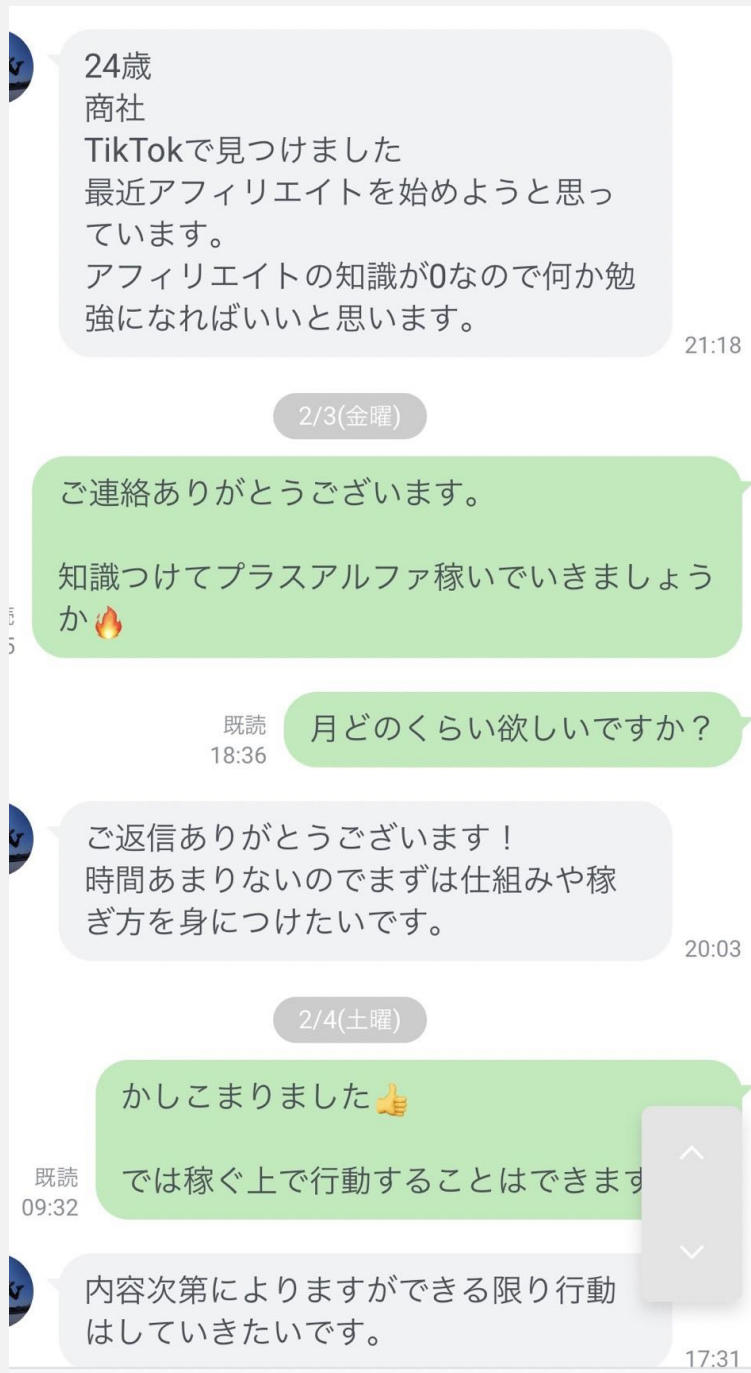 24歳
商社
TikTokで見つけました
最近アフィリエイトを始めようと思っ
ています。
アフィリエイトの知識が0なので何か勉
強になればいいと思います。
21:18
2/3(金曜)
ご連絡ありがとうございます。
知識つけてプラスアルファ稼いでいきましょう
か🔥
既読
18:36
月どのくらい欲しいですか？
ご返信ありがとうございます！
時間あまりないのでまずは仕組みや稼
ぎ方を身につけたいです。
20:03
2/4(土曜)
かしこまりました👍
では稼ぐ上で行動することはできます
既読
09:32
内容次第によりますができる限り行動
はしていきたいです。
17:31